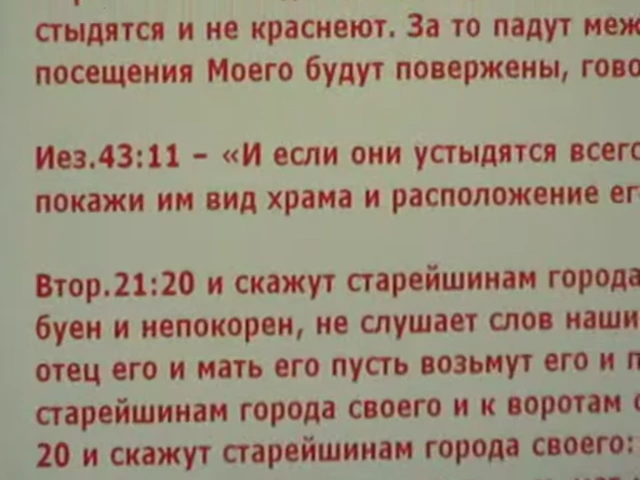 стыдятся и не краснеют. За то падут меж
посещения Моего будут повержены, гово
Иез.43:11 – «И если они устыдятся всего
покажи им вид храма и расположение ег
Втор.21:20 и скажут старейшинам города
буен и непокорен, не слушает слов наши
отец его и мать его пусть возьмут его и п
старейшинам города своего и к воротам
20 и скажут старейшинам города своего: